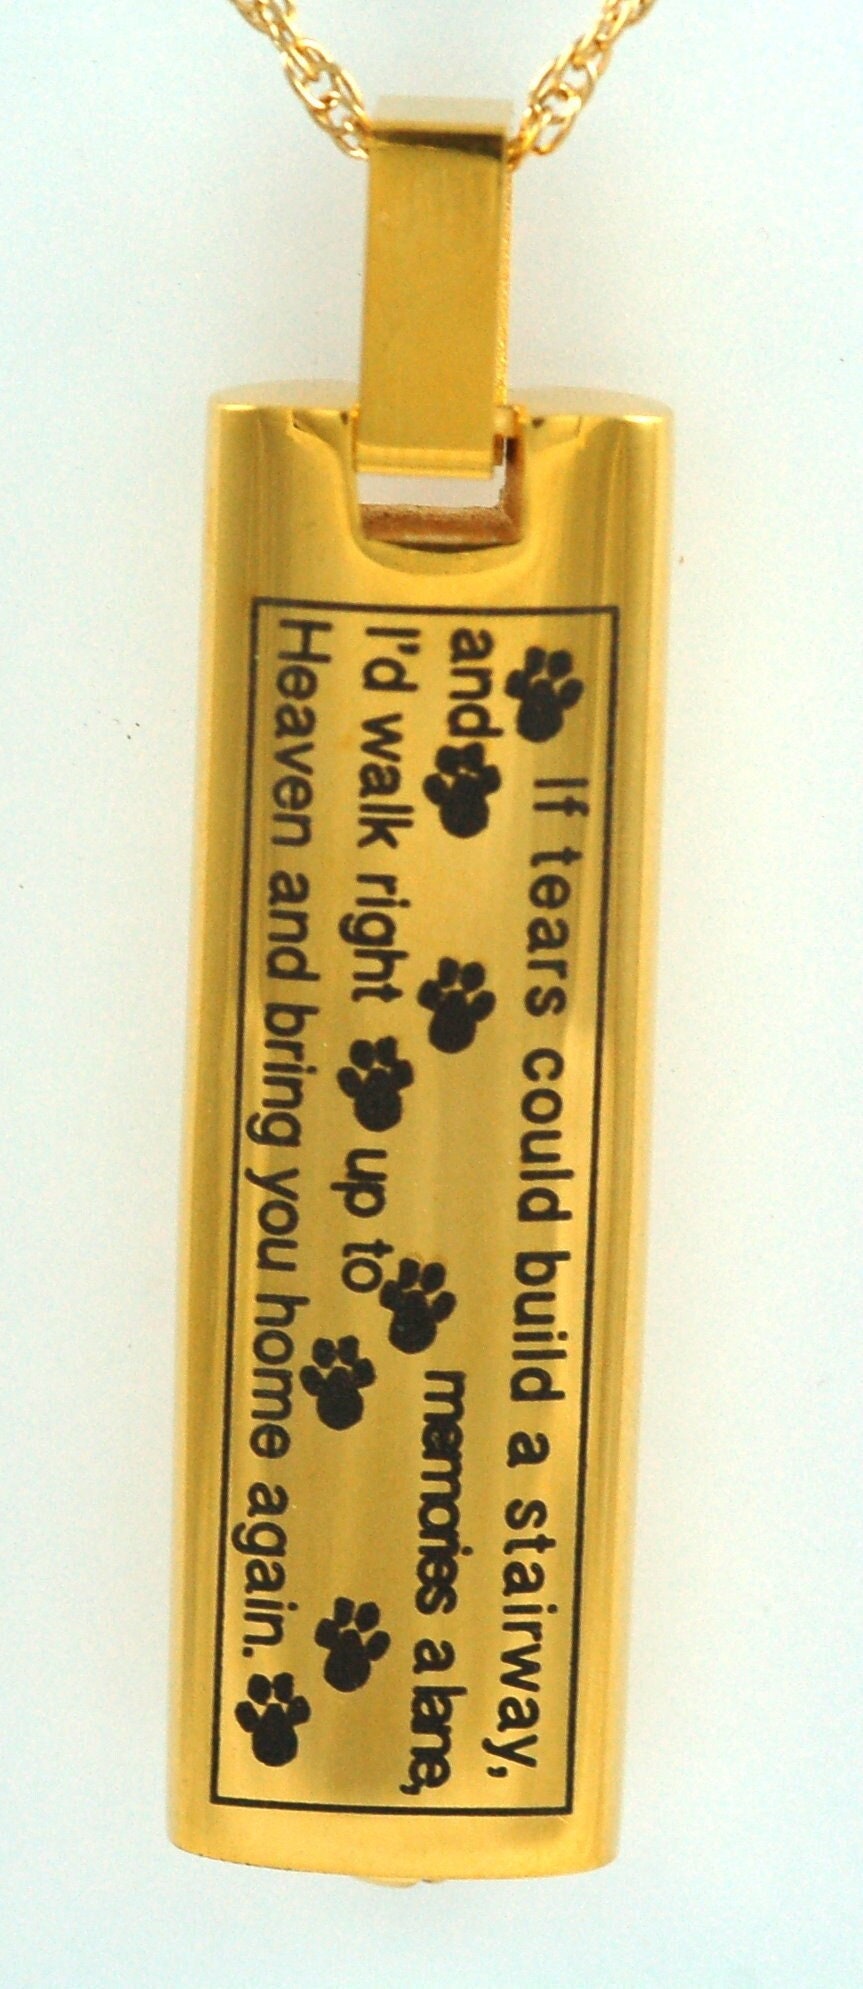 If tears could build a stairway,
and memories a lane,
I'd walk right up to
Heaven and bring you home again.